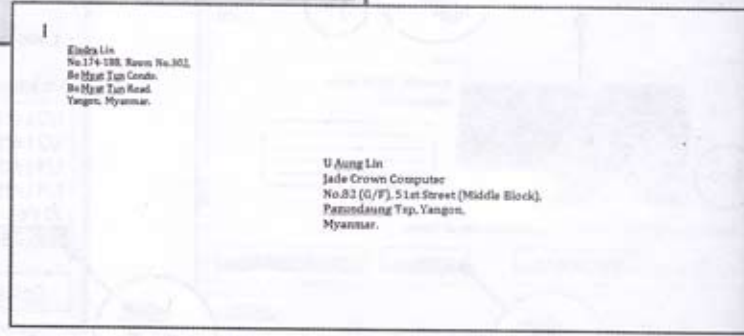 Eindra Lin
No.174-188, Room No.302,
Bo Myat Tun Condo.
Bo Myat Tun Road.
Yangon, Myanmar.
U Aung Lin
Jade Crown Computer
No.82 (G/F), 51st Street (Middle Block),
Pazundaung Tsp, Yangon,
Myanmar.